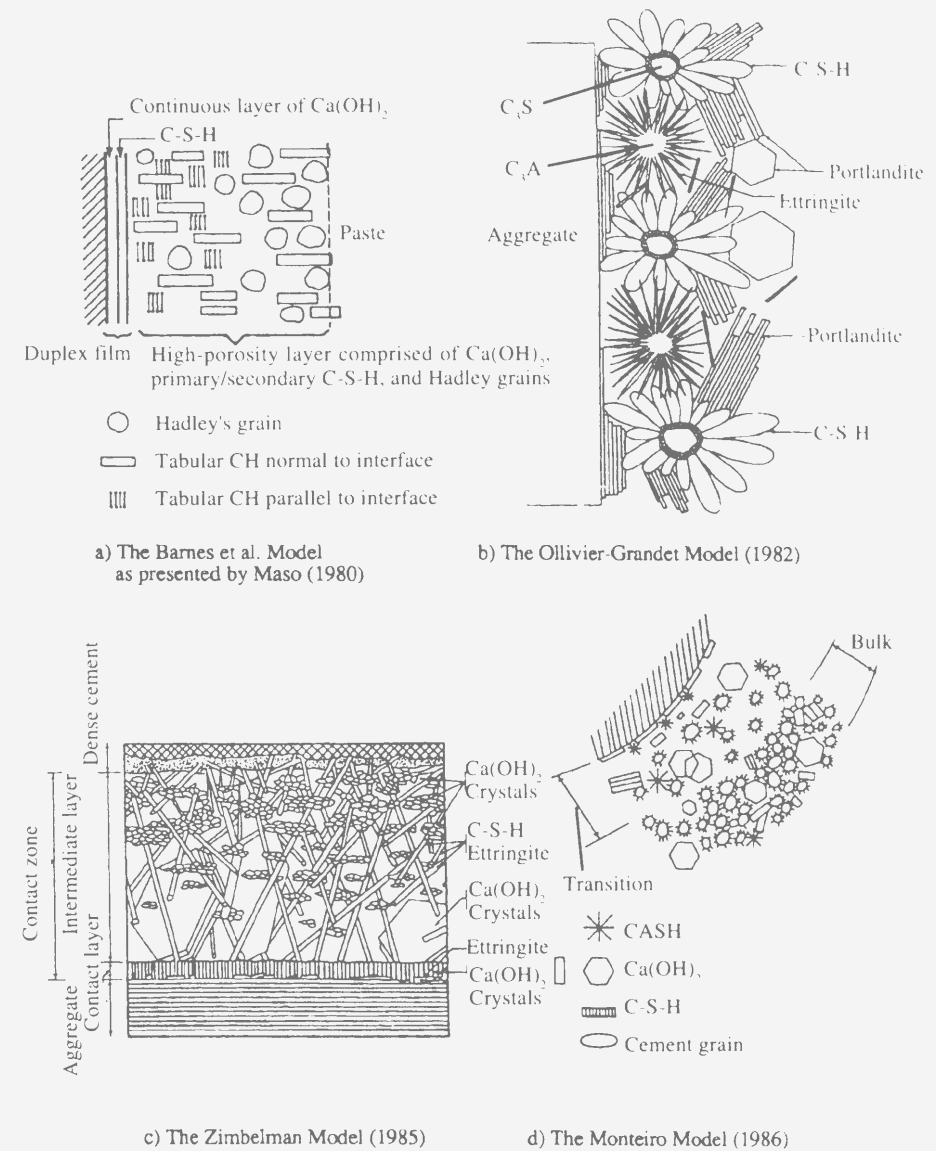 Continuous layer of Ca(OH)₂
C-S-H
Paste
Duplex film
High-porosity layer comprised of Ca(OH)₂,
primary/secondary C-S-H, and Hadley grains
Hadley's grain
Tabular CH normal to interface
Tabular CH parallel to interface
a) The Barnes et al. Model
as presented by Maso (1980)
C-S-H
C₃S
C₃A
Portlandite
Ettringite
Aggregate
Portlandite
C-S-H
b) The Ollivier-Grandet Model (1982)
Dense cement
Intermediate layer
Contact zone
Contact layer
Aggregate
Ca(OH)₂
Crystals
C-S-H
Ettringite
Ca(OH)₂
Crystals
Ettringite
Ca(OH)₂
Crystals
c) The Zimbelman Model (1985)
Bulk
Transition
CASH
Ca(OH)₂
C-S-H
Cement grain
d) The Monteiro Model (1986)